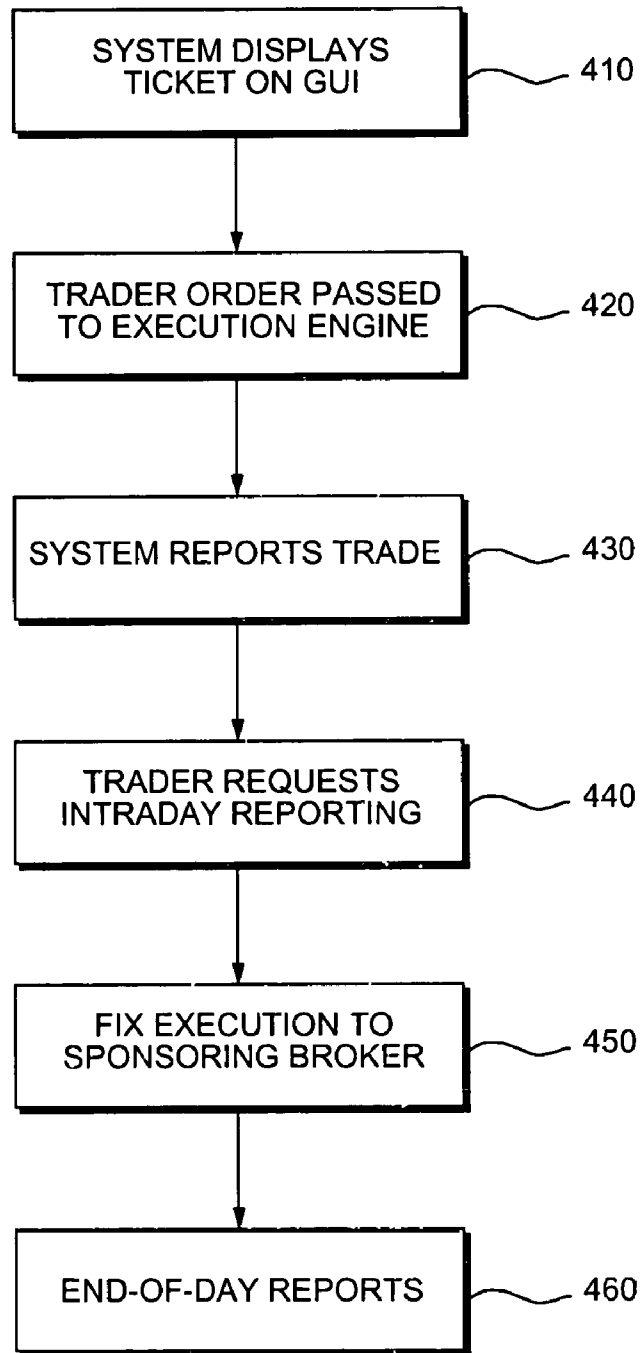 SYSTEM DISPLAYS
TICKET ON GUI
410
TRADER ORDER PASSED
TO EXECUTION ENGINE
420
SYSTEM REPORTS TRADE
430
TRADER REQUESTS
INTRADAY REPORTING
440
FIX EXECUTION TO
SPONSORING BROKER
450
END-OF-DAY REPORTS
460